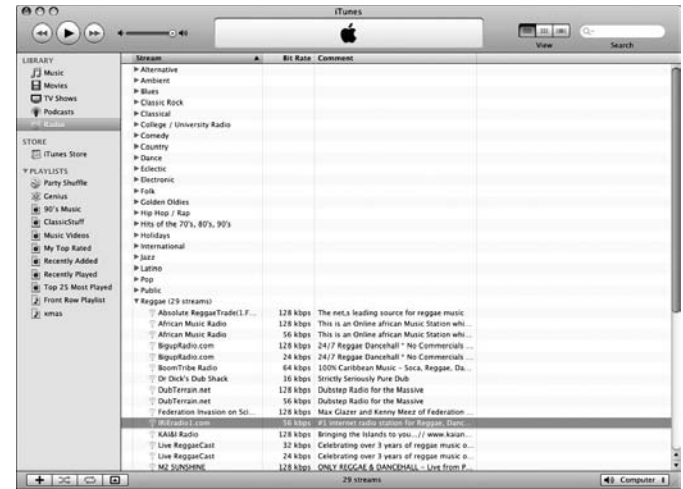 iTunes
View
Search
LIBRARY
Music
Movies
TV Shows
Podcasts
Radio
STORE
iTunes Store
PLAYLISTS
Party Shuffle
Genius
90's Music
ClassicStuff
Music Videos
My Top Rated
Recently Added
Recently Played
Top 25 Most Played
Front Row Playlist
xmas
Stream Bit Rate Comment
Alternative
Ambient
Blues
Classic Rock
Classical
College / University Radio
Comedy
Country
Dance
Eclectic
Electronic
Folk
Golden Oldies
Hip Hop / Rap
Hits of the 70's, 80's, 90's
Holidays
International
Jazz
Latino
Pop
Public
Reggae (29 streams)
Absolute ReggaeTrade(1.F... 128 kbps The net,s leading source for reggae music
African Music Radio 128 kbps This is an Online african Music Station whi...
African Music Radio 56 kbps This is an Online african Music Station whi...
BigupRadio.com 128 kbps 24/7 Reggae Dancehall * No Commercials ...
BigupRadio.com 24 kbps 24/7 Reggae Dancehall * No Commercials ...
BoomTribe Radio 64 kbps 100% Caribbean Music - Soca, Reggae, Da...
Dr Dick's Dub Shack 16 kbps Strictly Seriously Pure Dub
DubTerrain.net 128 kbps Dubstep Radio for the Massive
DubTerrain.net 56 kbps Dubstep Radio for the Massive
Federation Invasion on Sci... 128 kbps Max Glazer and Kenny Meez of Federation ...
IRIEradio1.com 56 kbps #1 internet radio station for Reggae, Danc...
KAI&I Radio 128 kbps Bringing the Islands to you...// www.kaian...
Live ReggaeCast 32 kbps Celebrating over 3 years of reggae music o...
Live ReggaeCast 24 kbps Celebrating over 3 years of reggae music o...
M2 SUNSHINE 128 kbps ONLY REGGAE & DANCEHALL - Live from P...
29 streams
Computer